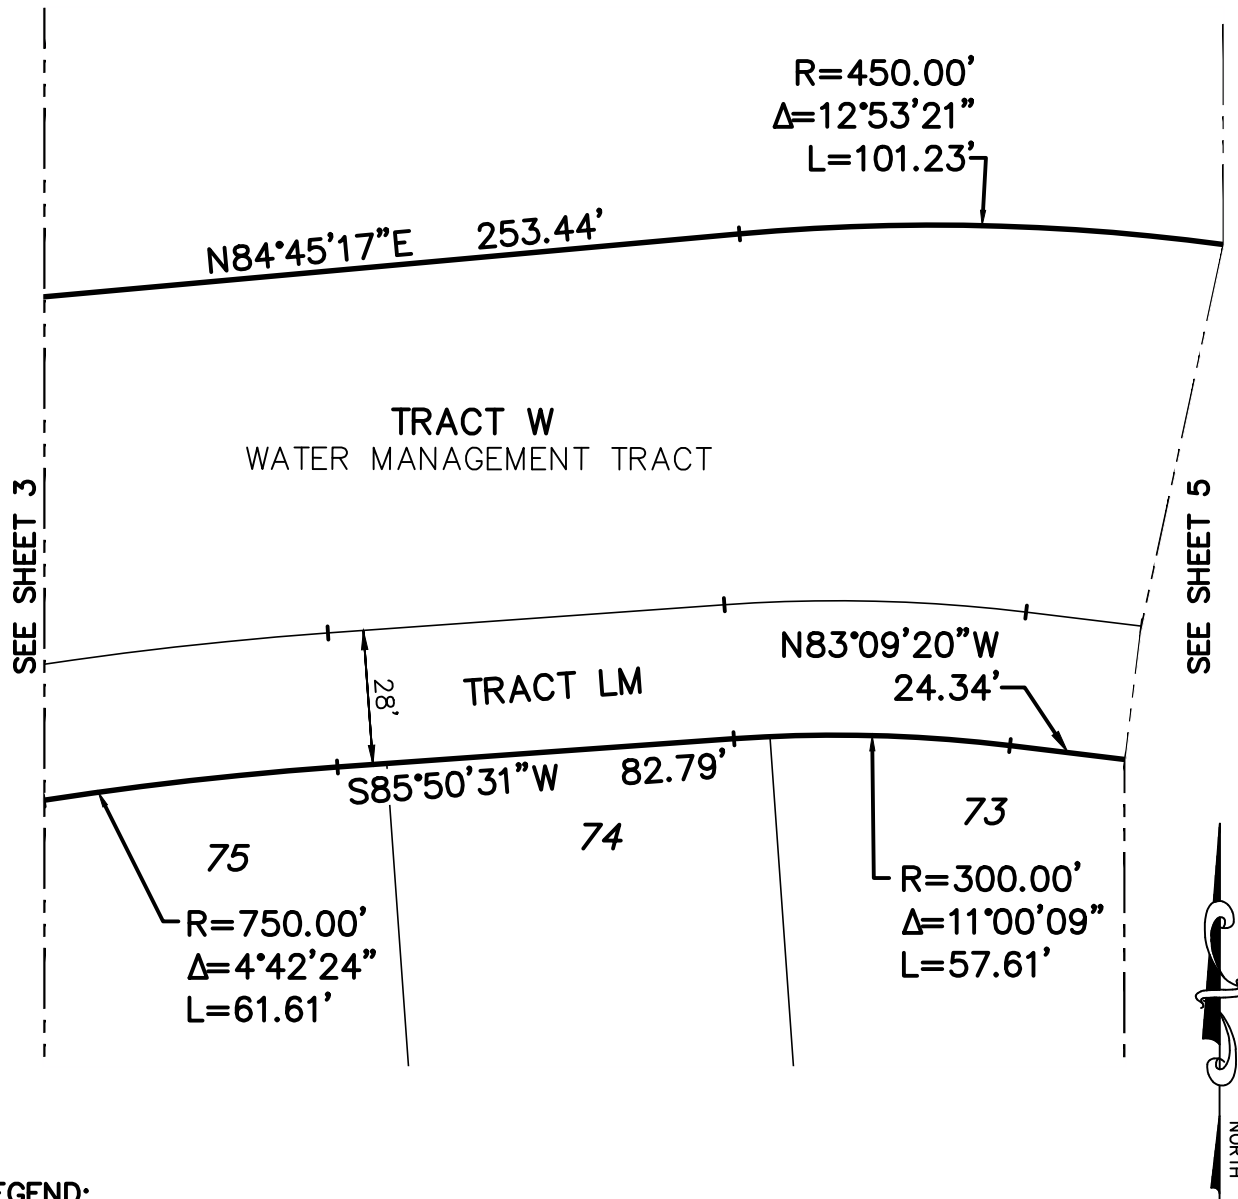 R=450.00'
Δ=12°53'21"
L=101.23'
N84°45'17"E 253.44'
TRACT W
WATER MANAGEMENT TRACT
SEE SHEET 3
SEE SHEET 5
N83°09'20"W
24.34'
28'
TRACT LM
S85°50'31"W 82.79'
73
74
75
R=300.00'
Δ=11°00'09"
L=57.61'
R=750.00'
Δ=4°42'24"
L=61.61'
NORTH